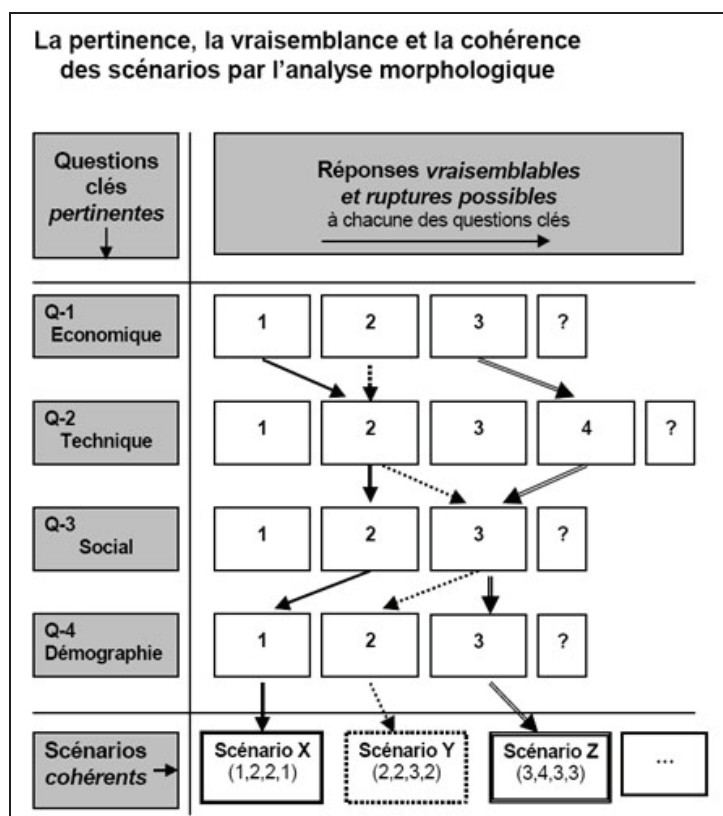 La pertinence, la vraisemblance et la cohérence
des scénarios par l'analyse morphologique
Questions
clés
pertinentes
Réponses vraisemblables
et ruptures possibles
à chacune des questions clés
Q-1
Economique
1
2
3
?
Q-2
Technique
1
2
3
4
?
Q-3
Social
1
2
3
?
Q-4
Démographie
1
2
3
?
Scénarios
cohérents
Scénario X
(1,2,2,1)
Scénario Y
(2,2,3,2)
Scénario Z
(3,4,3,3)
...